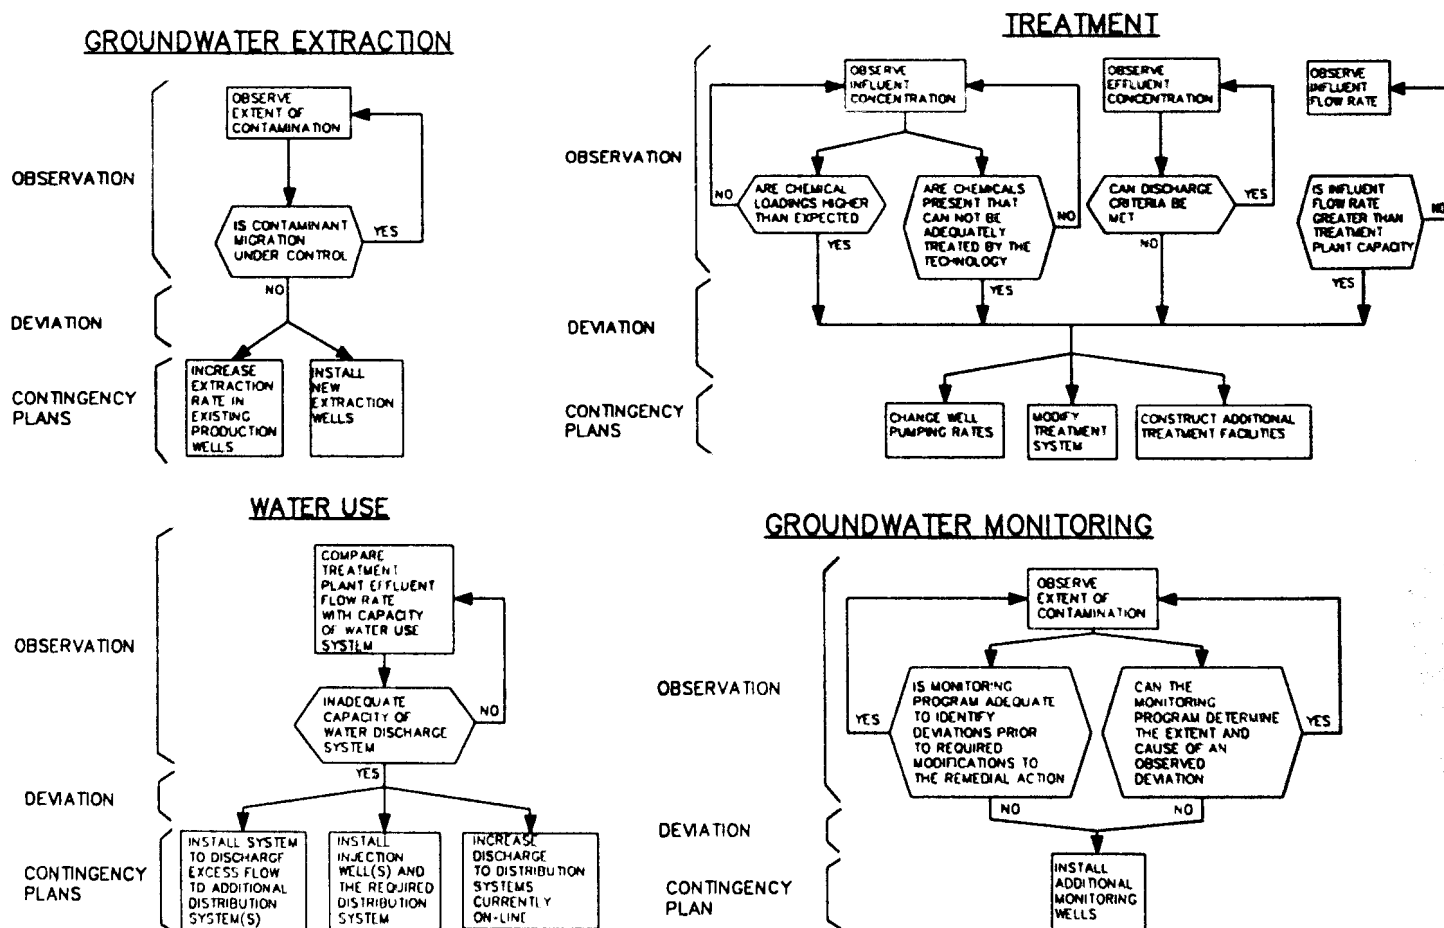 GROUNDWATER EXTRACTION
OBSERVATION
OBSERVE
EXTENT OF
CONTAMINATION
IS CONTAMINANT
MIGRATION
UNDER CONTROL
YES
NO
DEVIATION
CONTINGENCY
PLANS
INCREASE
EXTRACTION
RATE IN
EXISTING
PRODUCTION
WELLS
INSTALL
NEW
EXTRACTION
WELLS
TREATMENT
OBSERVATION
OBSERVE
INFLUENT
CONCENTRATION
OBSERVE
EFFLUENT
CONCENTRATION
OBSERVE
INFLUENT
FLOW RATE
NO
ARE CHEMICAL
LOADINGS HIGHER
THAN EXPECTED
YES
ARE CHEMICALS
PRESENT THAT
CAN NOT BE
ADEQUATELY
TREATED BY THE
TECHNOLOGY
NO
YES
CAN DISCHARGE
CRITERIA BE
MET
YES
NO
IS INFLUENT
FLOW RATE
GREATER THAN
TREATMENT
PLANT CAPACITY
NO
YES
DEVIATION
CONTINGENCY
PLANS
CHANGE WELL
PUMPING RATES
MODIFY
TREATMENT
SYSTEM
CONSTRUCT ADDITIONAL
TREATMENT FACILITIES
WATER USE
OBSERVATION
COMPARE
TREATMENT
PLANT EFFLUENT
FLOW RATE
WITH CAPACITY
OF WATER USE
SYSTEM
INADEQUATE
CAPACITY OF
WATER DISCHARGE
SYSTEM
NO
YES
DEVIATION
CONTINGENCY
PLANS
INSTALL SYSTEM
TO DISCHARGE
EXCESS FLOW
TO ADDITIONAL
DISTRIBUTION
SYSTEM(S)
INSTALL
INJECTION
WELL(S) AND
THE REQUIRED
DISTRIBUTION
SYSTEM
INCREASE
DISCHARGE
TO DISTRIBUTION
SYSTEMS
CURRENTLY
ON-LINE
GROUNDWATER MONITORING
OBSERVATION
OBSERVE
EXTENT OF
CONTAMINATION
YES
IS MONITORING
PROGRAM ADEQUATE
TO IDENTIFY
DEVIATIONS PRIOR
TO REQUIRED
MODIFICATIONS TO
THE REMEDIAL ACTION
NO
CAN THE
MONITORING
PROGRAM DETERMINE
THE EXTENT AND
CAUSE OF AN
OBSERVED
DEVIATION
YES
NO
DEVIATION
CONTINGENCY
PLAN
INSTALL
ADDITIONAL
MONITORING
WELLS